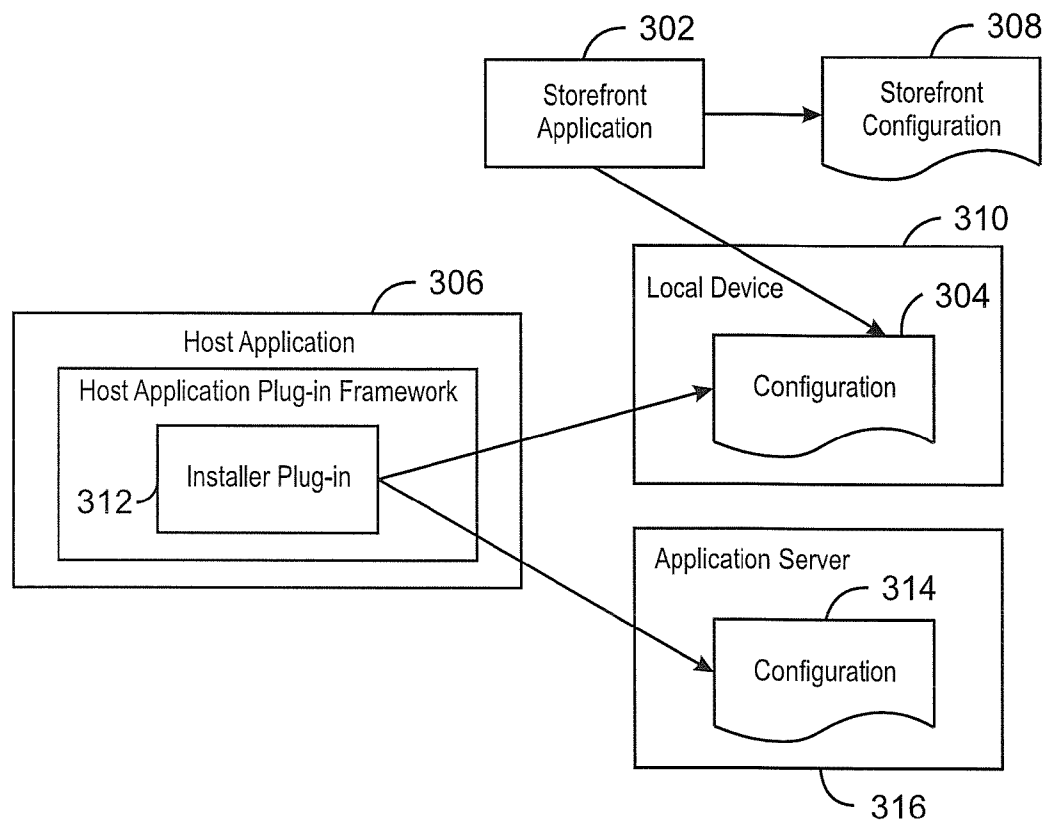 302
308
Storefront
Application
Storefront
Configuration
310
Local Device
304
306
Host Application
Configuration
Host Application Plug-in Framework
Installer Plug-in
312
Application Server
314
Configuration
316